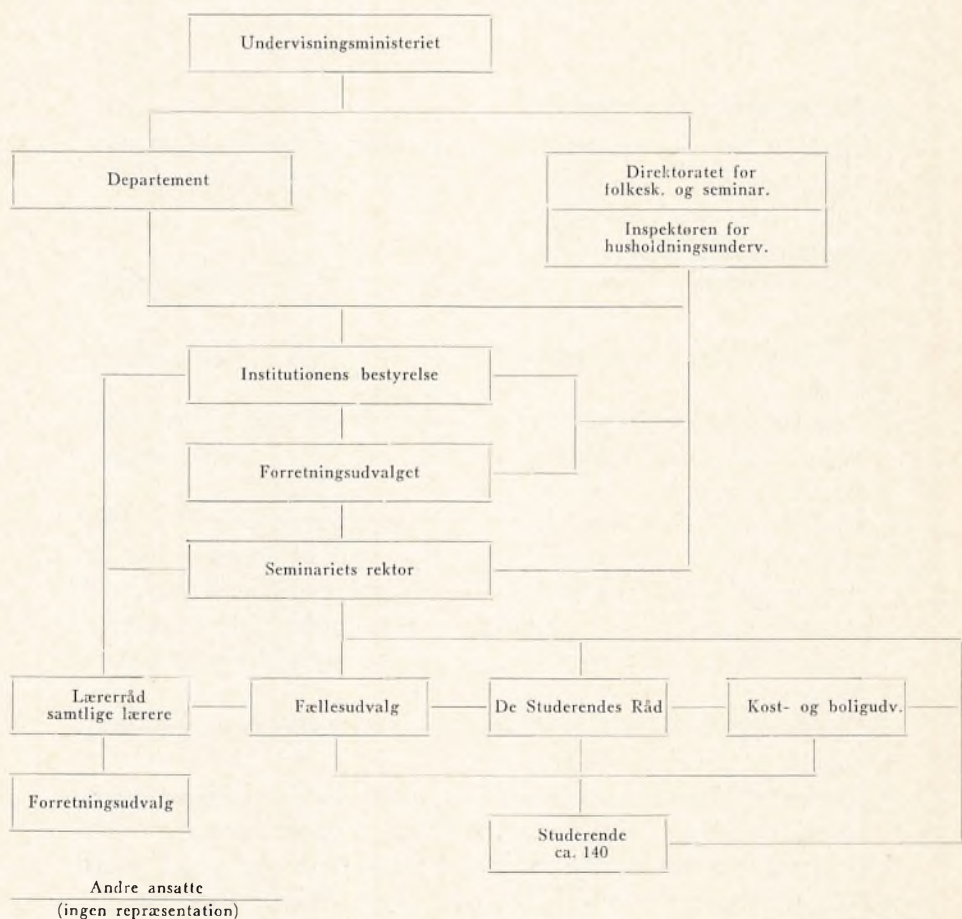 Undervisningsministeriet
Departement
Direktoratet for
folkesk. og seminar.
Inspektøren for
husholdningsunderv.
Institutionens bestyrelse
Forretningsudvalget
Seminariets rektor
Lærerråd
samtlige lærere
Fællesudvalg
De Studerendes Råd
Kost- og boligudv.
Forretningsudvalg
Studerende
ca. 140
Andre ansatte
(ingen repræsentation)